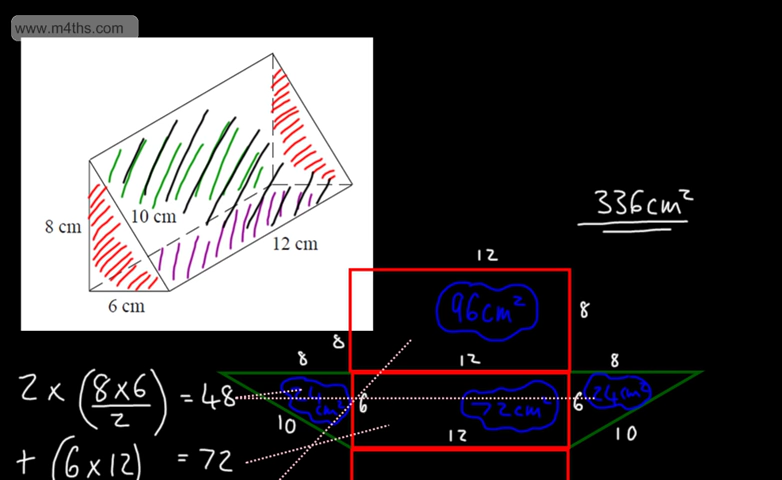 www.m4ths.com
8 cm
10 cm
12 cm
6 cm
336cm²
12
96cm²
8
8
8
12
8
24cm²
6
72cm²
6
24cm²
10
12
10
2 × (8×6/2) = 48
+ (6×12) = 72